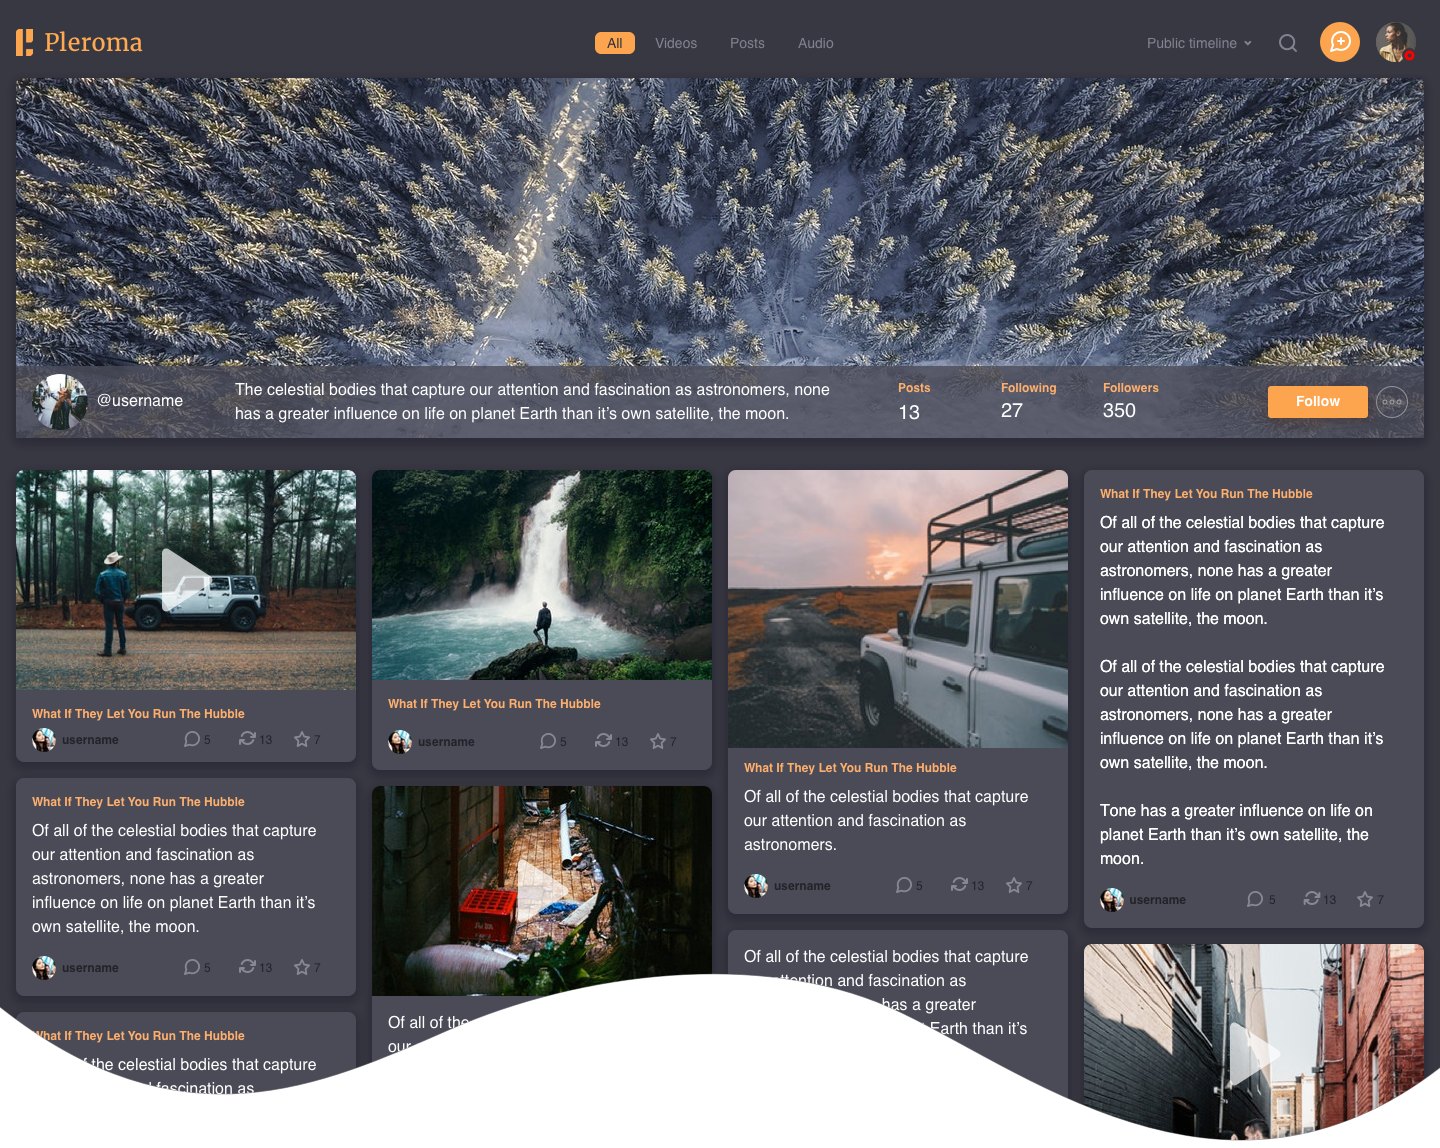 Pleroma
All
Videos
Posts
Audio
Public timeline
@username
The celestial bodies that capture our attention and fascination as astronomers, none
has a greater influence on life on planet Earth than it’s own satellite, the moon.
Posts
13
Following
27
Followers
350
Follow
What If They Let You Run The Hubble
username
5
13
7
What If They Let You Run The Hubble
Of all of the celestial bodies that capture
our attention and fascination as
astronomers, none has a greater
influence on life on planet Earth than it’s
own satellite, the moon.
username
5
13
7
What If They Let You Run The Hubble
the celestial bodies that capture
fascination as
What If They Let You Run The Hubble
username
5
13
7
Of all of the
our
What If They Let You Run The Hubble
Of all of the celestial bodies that capture
our attention and fascination as
astronomers.
username
5
13
7
Of all of the celestial bodies that capture
attention and fascination as
has a greater
Earth than it’s
What If They Let You Run The Hubble
Of all of the celestial bodies that capture
our attention and fascination as
astronomers, none has a greater
influence on life on planet Earth than it’s
own satellite, the moon.
Of all of the celestial bodies that capture
our attention and fascination as
astronomers, none has a greater
influence on life on planet Earth than it’s
own satellite, the moon.
Tone has a greater influence on life on
planet Earth than it’s own satellite, the
moon.
username
5
13
7